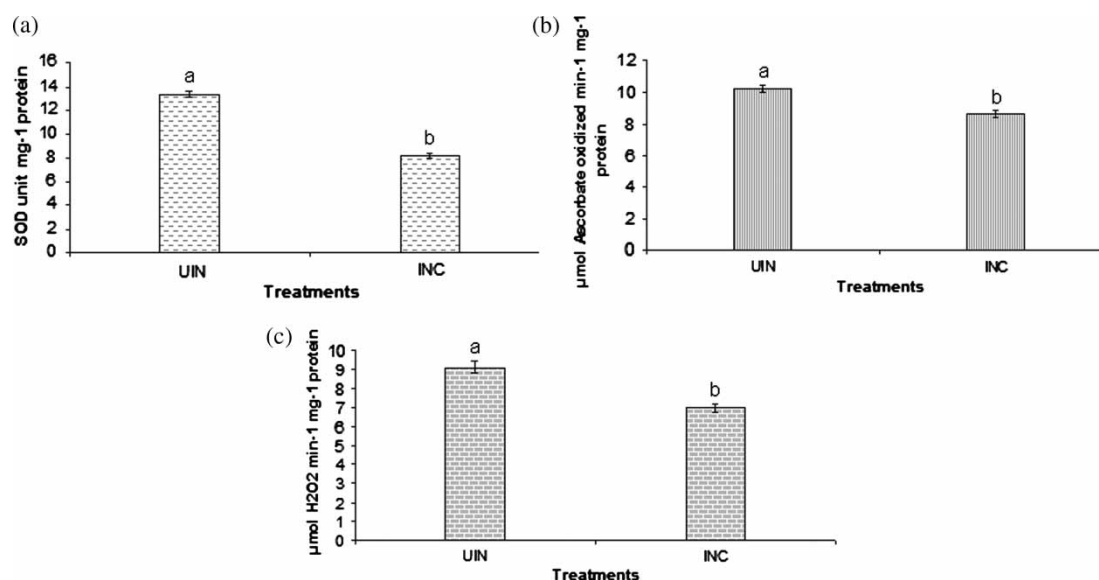 (a)
SOD unit mg-1 protein
16
14
12
10
8
6
4
2
0
a
b
UIN
INC
Treatments
(b)
µmol Ascorbate oxidized min-1 mg-1
protein
12
10
8
6
4
2
0
a
b
UIN
INC
Treatments
(c)
µmol H2O2 min-1 mg-1 protein
10
9
8
7
6
5
4
3
2
1
0
a
b
UIN
INC
Treatments